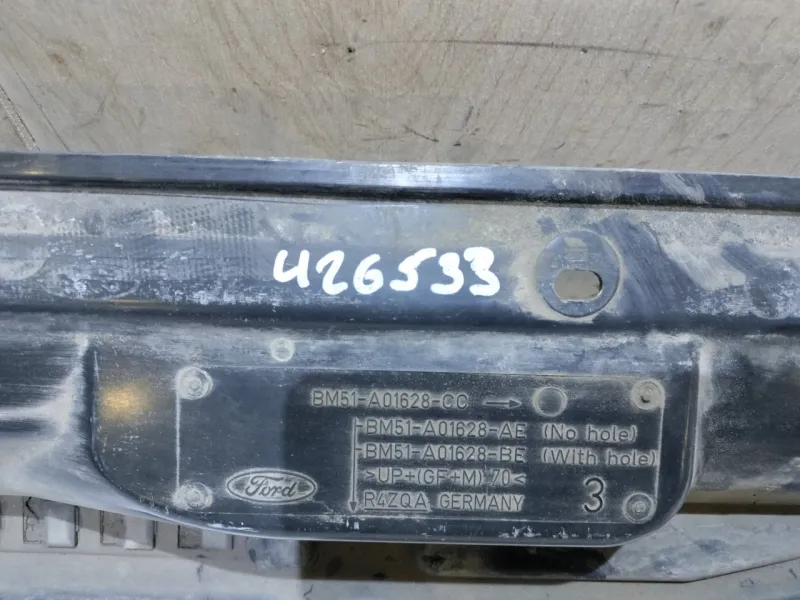 426533
BM51-A01628-CC
BM51-A01628-AE (No hole)
BM51-A01628-BE (With hole)
>UP+(GF+M) 70<
R4ZQA GERMANY
Ford
3